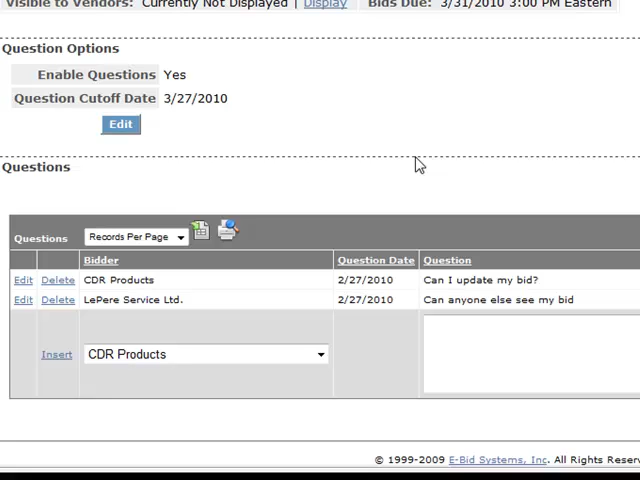 Visible to Vendors: Currently Not Displayed | Display Bids Due: 3/31/2010 3:00 PM Eastern
Question Options
Enable Questions Yes
Question Cutoff Date 3/27/2010
Edit
Questions
Questions Records Per Page
Bidder Question Date Question
Edit Delete CDR Products 2/27/2010 Can I update my bid?
Edit Delete LePere Service Ltd. 2/27/2010 Can anyone else see my bid
Insert CDR Products
© 1999-2009 E-Bid Systems, Inc. All Rights Reser